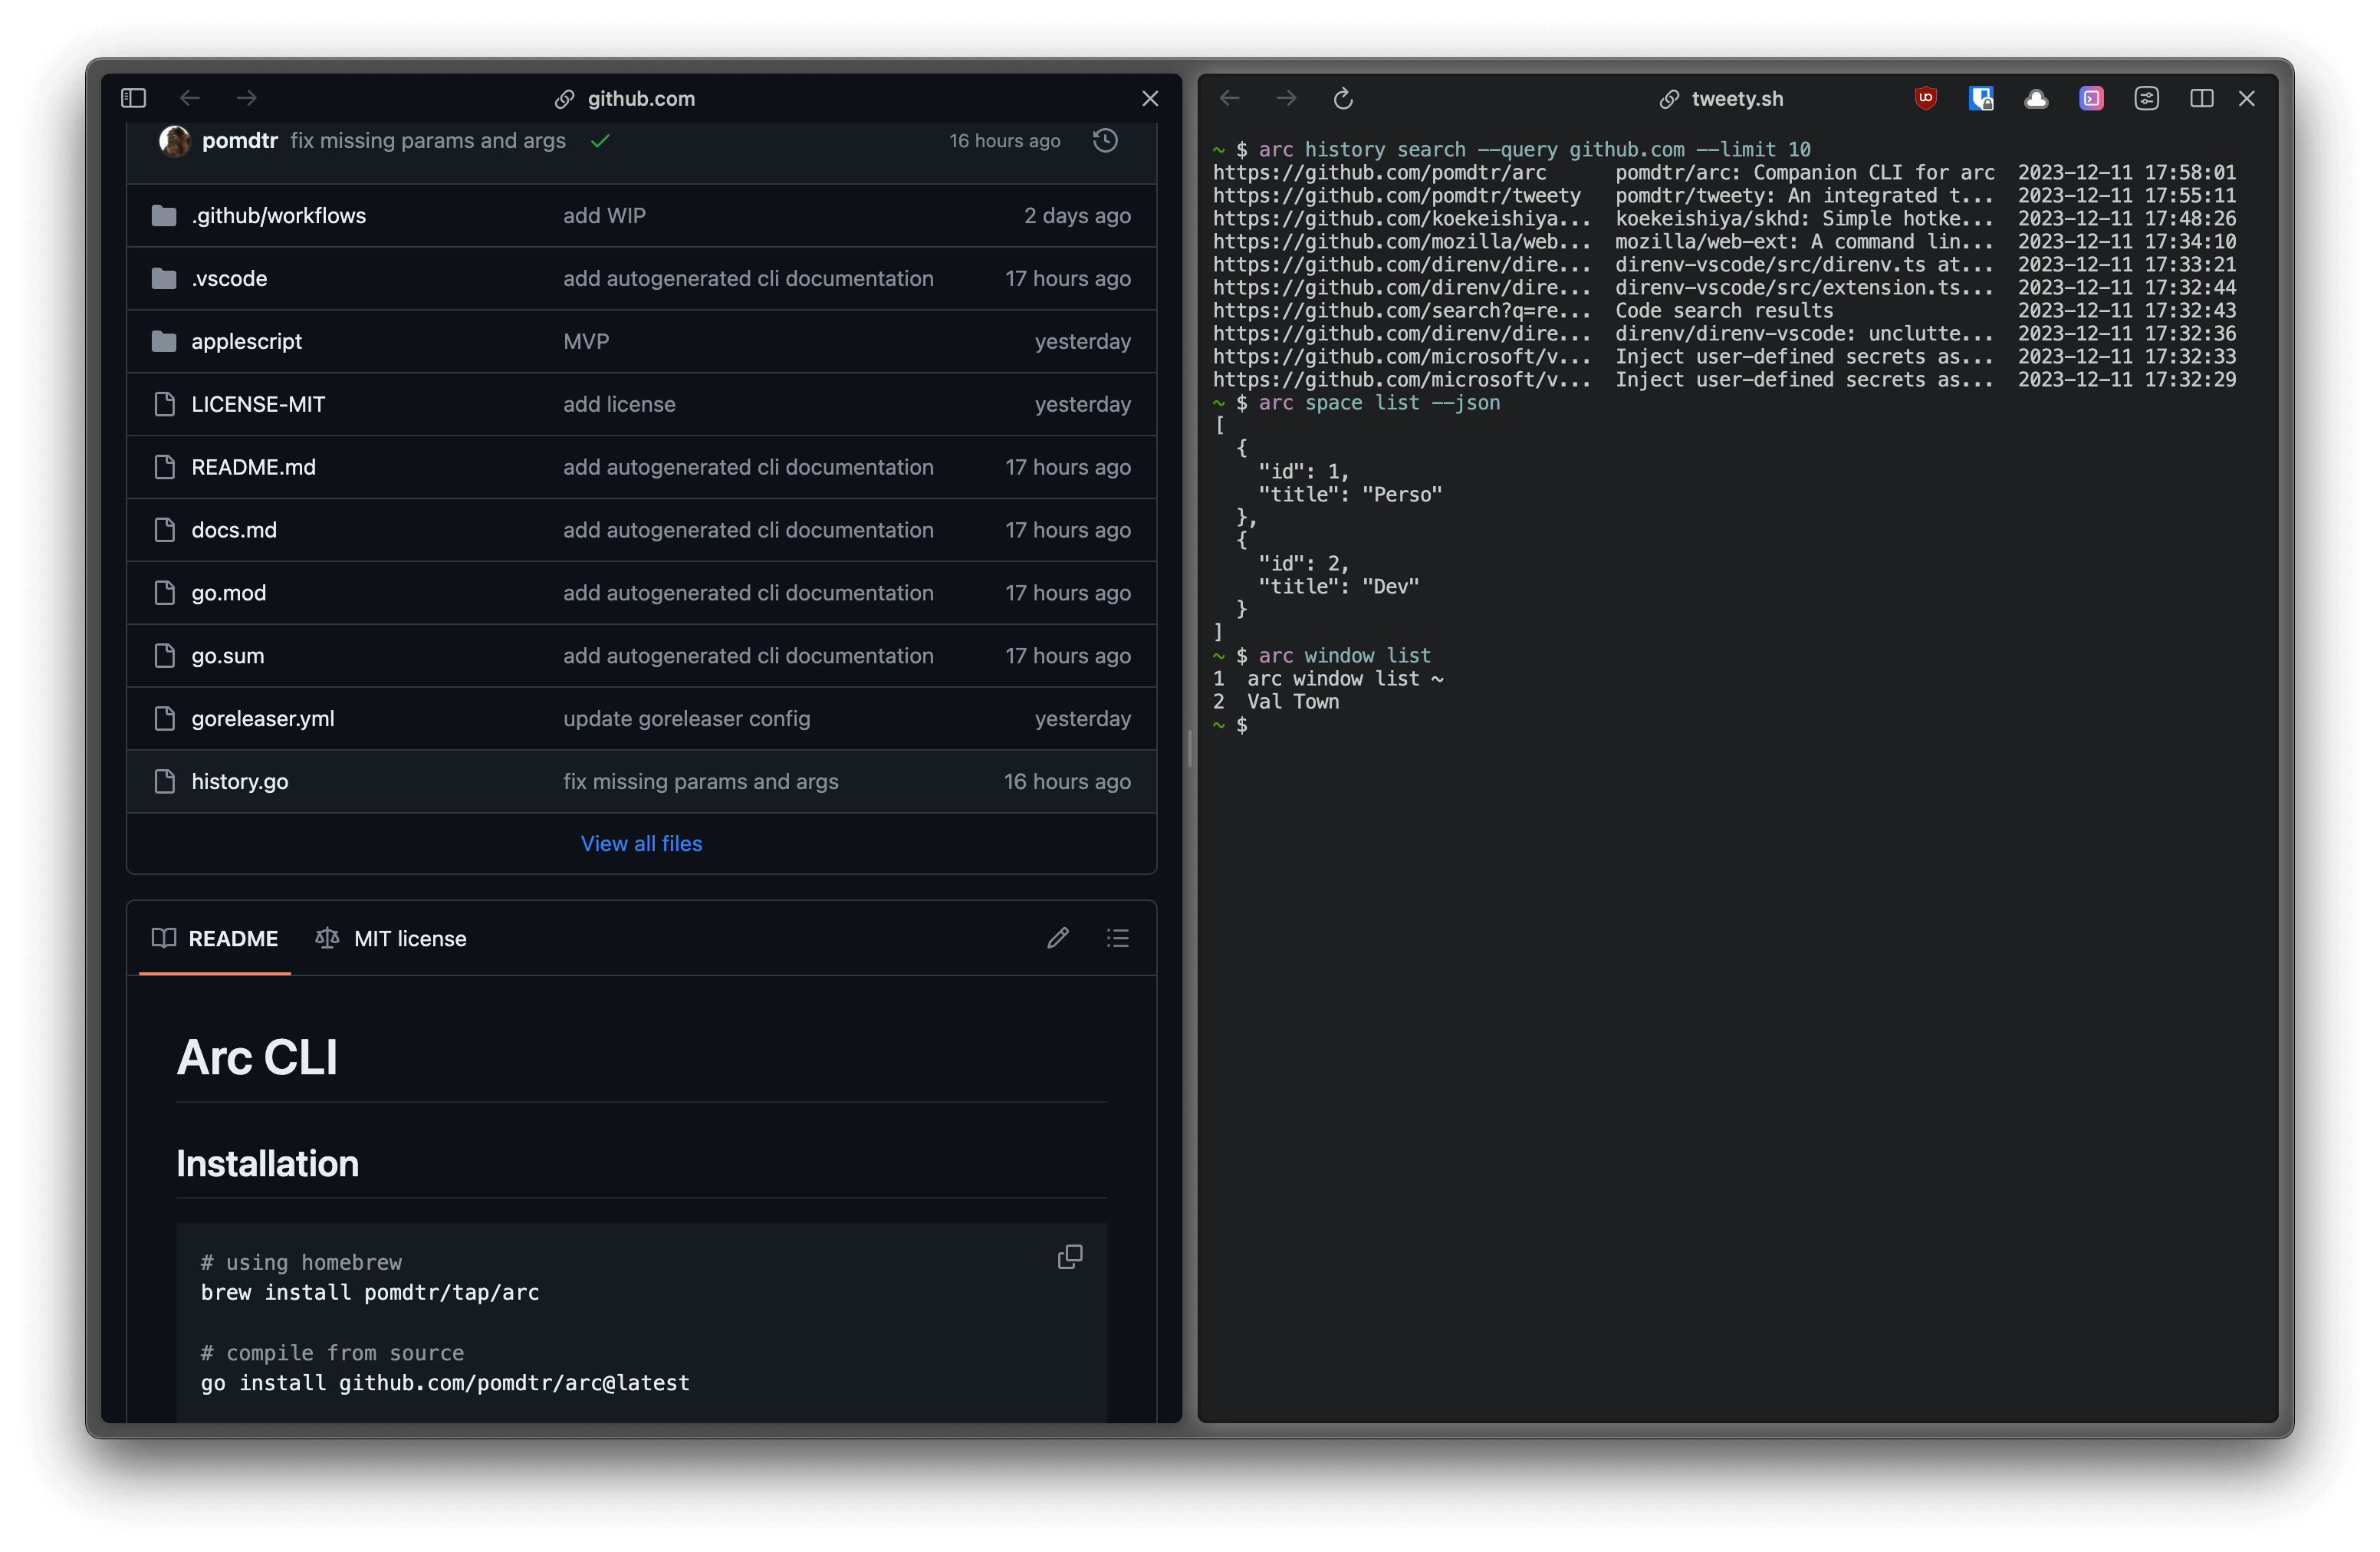 github.com
pomdtr fix missing params and args 16 hours ago
.github/workflows add WIP 2 days ago
.vscode add autogenerated cli documentation 17 hours ago
applescript MVP yesterday
LICENSE-MIT add license yesterday
README.md add autogenerated cli documentation 17 hours ago
docs.md add autogenerated cli documentation 17 hours ago
go.mod add autogenerated cli documentation 17 hours ago
go.sum add autogenerated cli documentation 17 hours ago
goreleaser.yml update goreleaser config yesterday
history.go fix missing params and args 16 hours ago
View all files
README MIT license
Arc CLI
Installation
# using homebrew
brew install pomdtr/tap/arc
# compile from source
go install github.com/pomdtr/arc@latest
tweety.sh
~ $ arc history search --query github.com --limit 10
https://github.com/pomdtr/arc pomdtr/arc: Companion CLI for arc 2023-12-11 17:58:01
https://github.com/pomdtr/tweety pomdtr/tweety: An integrated t... 2023-12-11 17:55:11
https://github.com/koekeishiya... koekeishiya/skhd: Simple hotke... 2023-12-11 17:48:26
https://github.com/mozilla/web... mozilla/web-ext: A command lin... 2023-12-11 17:34:10
https://github.com/direnv/dire... direnv-vscode/src/direnv.ts at... 2023-12-11 17:33:21
https://github.com/direnv/dire... direnv-vscode/src/extension.ts... 2023-12-11 17:32:44
https://github.com/search?q=re... Code search results 2023-12-11 17:32:43
https://github.com/direnv/dire... direnv/direnv-vscode: unclutte... 2023-12-11 17:32:36
https://github.com/microsoft/v... Inject user-defined secrets as... 2023-12-11 17:32:33
https://github.com/microsoft/v... Inject user-defined secrets as... 2023-12-11 17:32:29
~ $ arc space list --json
[
{
"id": 1,
"title": "Perso"
},
{
"id": 2,
"title": "Dev"
}
]
~ $ arc window list
1 arc window list ~
2 Val Town
~ $